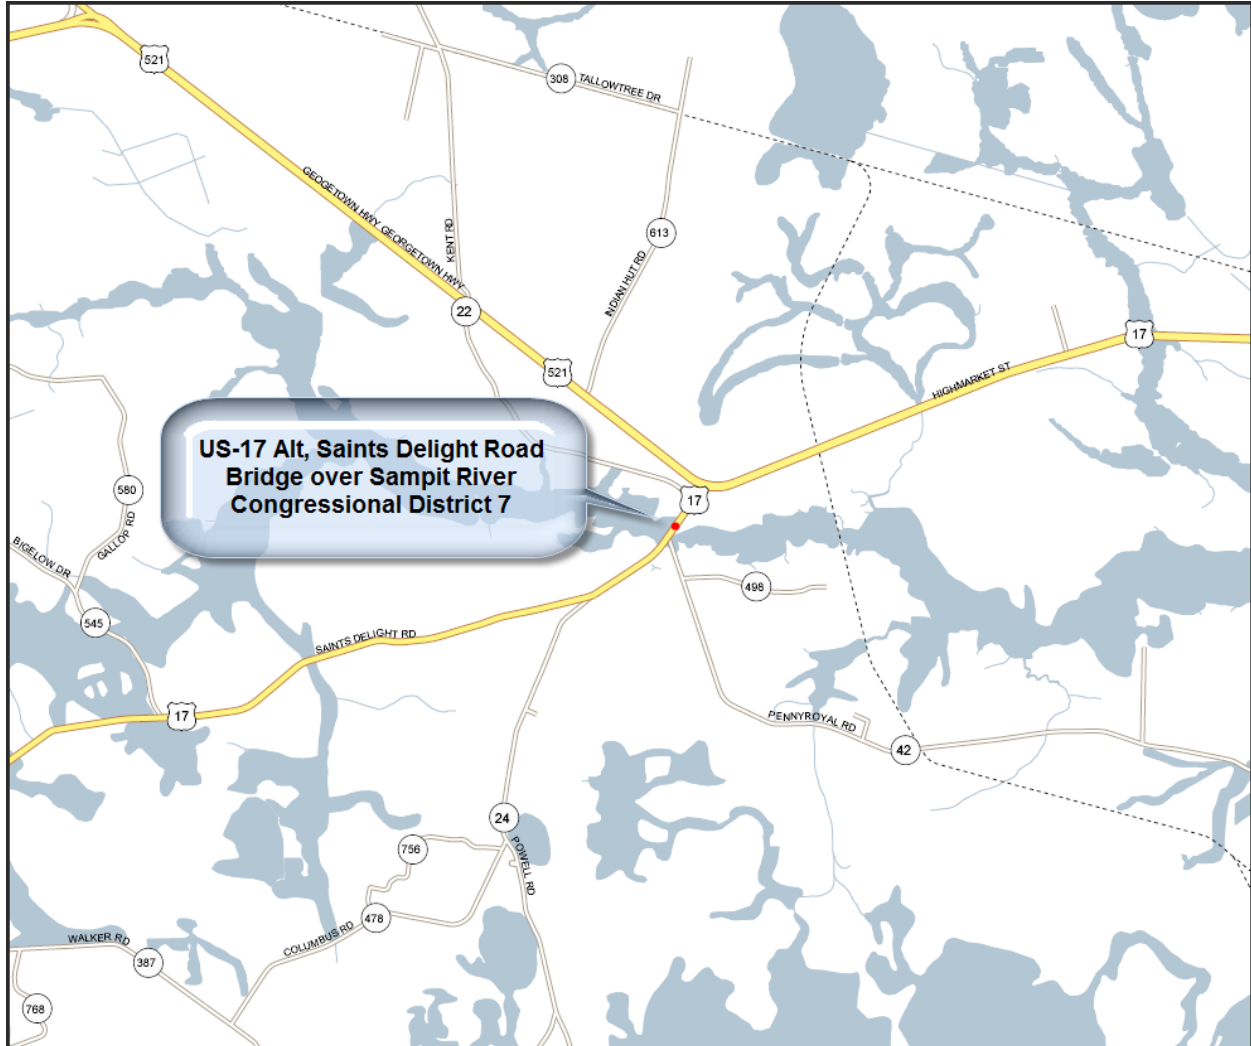 521
308
TALLOWTREE DR
GEOGETOWN HWY GEORGETOWN HWY
KENT RD
613
INDIAN HUT RD
22
17
521
HIGHMARKET ST
US-17 Alt, Saints Delight Road
Bridge over Sampit River
Congressional District 7
580
GALLOP RD
17
BIGELOW DR
498
545
SAINTS DELIGHT RD
17
PENNYROYAL RD
42
24
756
POWELL RD
478
COLUMBUS RD
WALKER RD
387
768